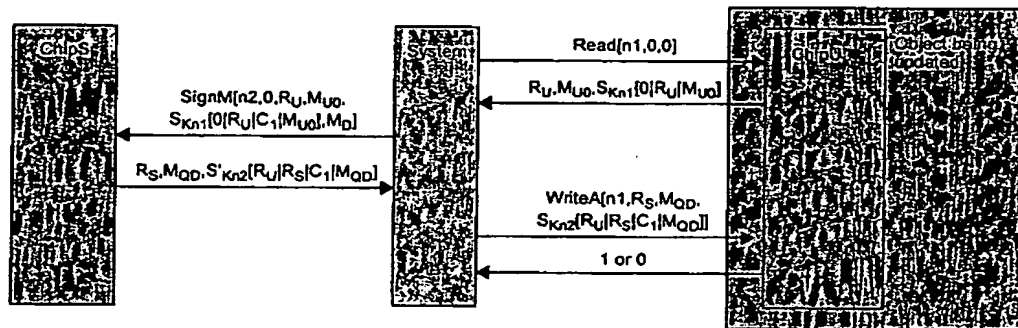 ChipS
System
Object being
updated
Read[n1,0,0]
R_U,M_U0,S_Kn1[0|R_U|M_U0]
SignM[n2,0,R_U,M_U0,
S_Kn1[0|R_U|C_1|M_U0],M_D]
R_S,M_QD,S'_Kn2[R_U|R_S|C_1|M_QD]
WriteA[n1,R_S,M_QD,
S_Kn2[R_U|R_S|C_1|M_QD]]
1 or 0